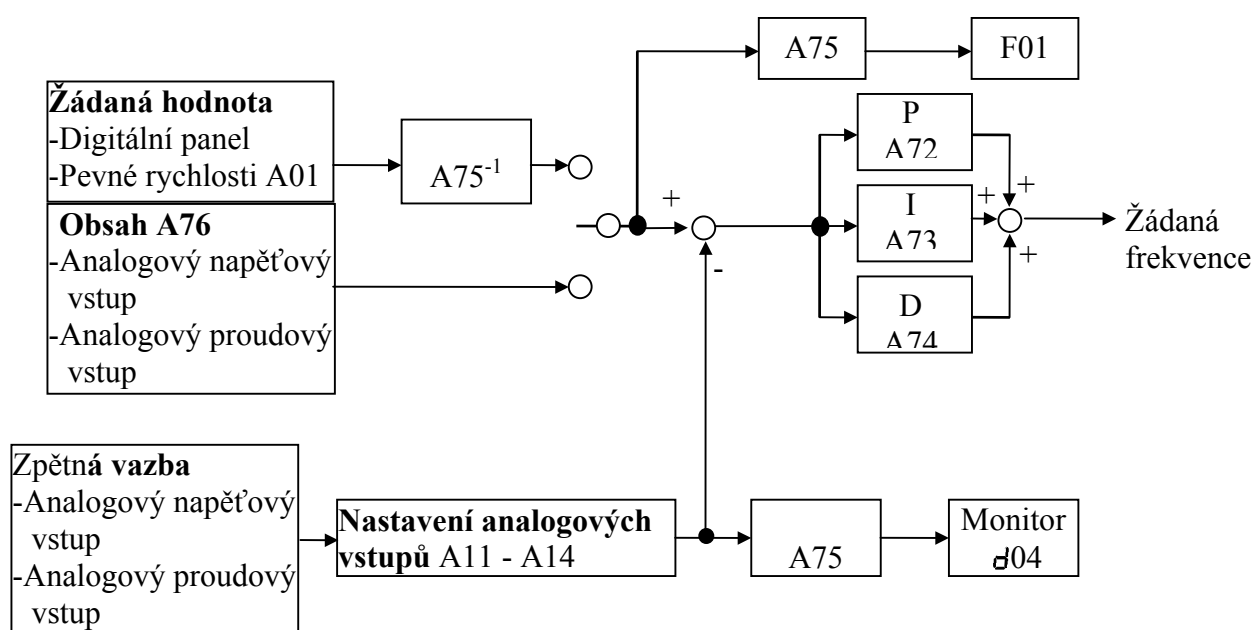 A75
F01
Žádaná hodnota
-Digitální panel
-Pevné rychlosti A01
A75-1
Obsah A76
-Analogový napěťový
vstup
-Analogový proudový
vstup
+
-
P
A72
I
A73
D
A74
+
+
+
Žádaná
frekvence
Zpětná vazba
-Analogový napěťový
vstup
-Analogový proudový
vstup
Nastavení analogových
vstupů A11 - A14
A75
Monitor
d04